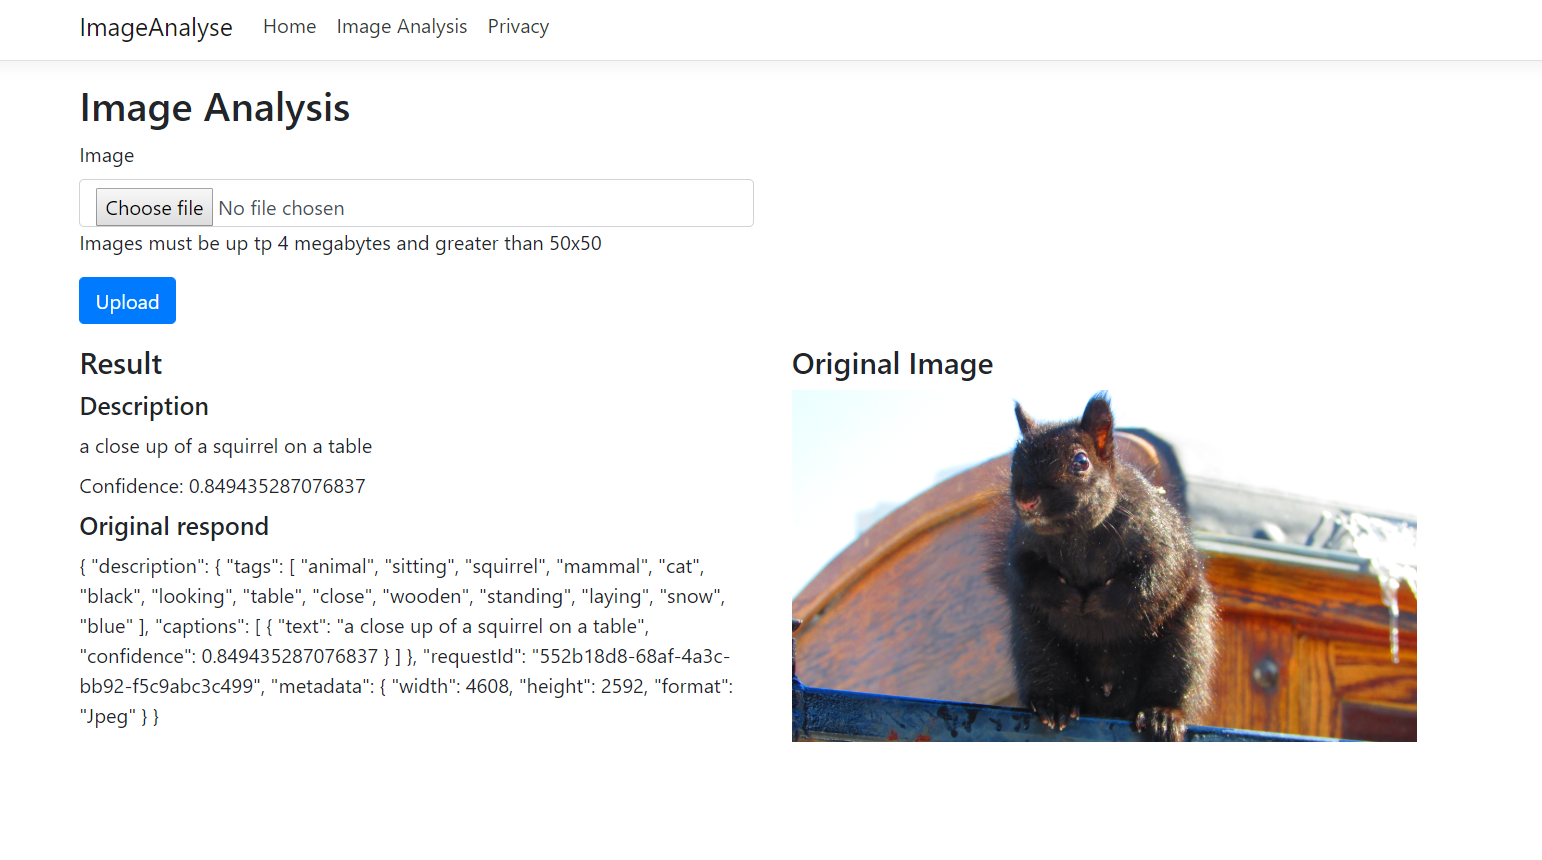 ImageAnalyse Home Image Analysis Privacy
Image Analysis
Image
Choose file No file chosen
Images must be up tp 4 megabytes and greater than 50x50
Upload
Result
Description
a close up of a squirrel on a table
Confidence: 0.849435287076837
Original respond
{ "description": { "tags": [ "animal", "sitting", "squirrel", "mammal", "cat",
"black", "looking", "table", "close", "wooden", "standing", "laying", "snow",
"blue" ], "captions": [ { "text": "a close up of a squirrel on a table",
"confidence": 0.849435287076837 } ] }, "requestId": "552b18d8-68af-4a3c-
bb92-f5c9abc3c499", "metadata": { "width": 4608, "height": 2592, "format":
"Jpeg" } }
Original Image